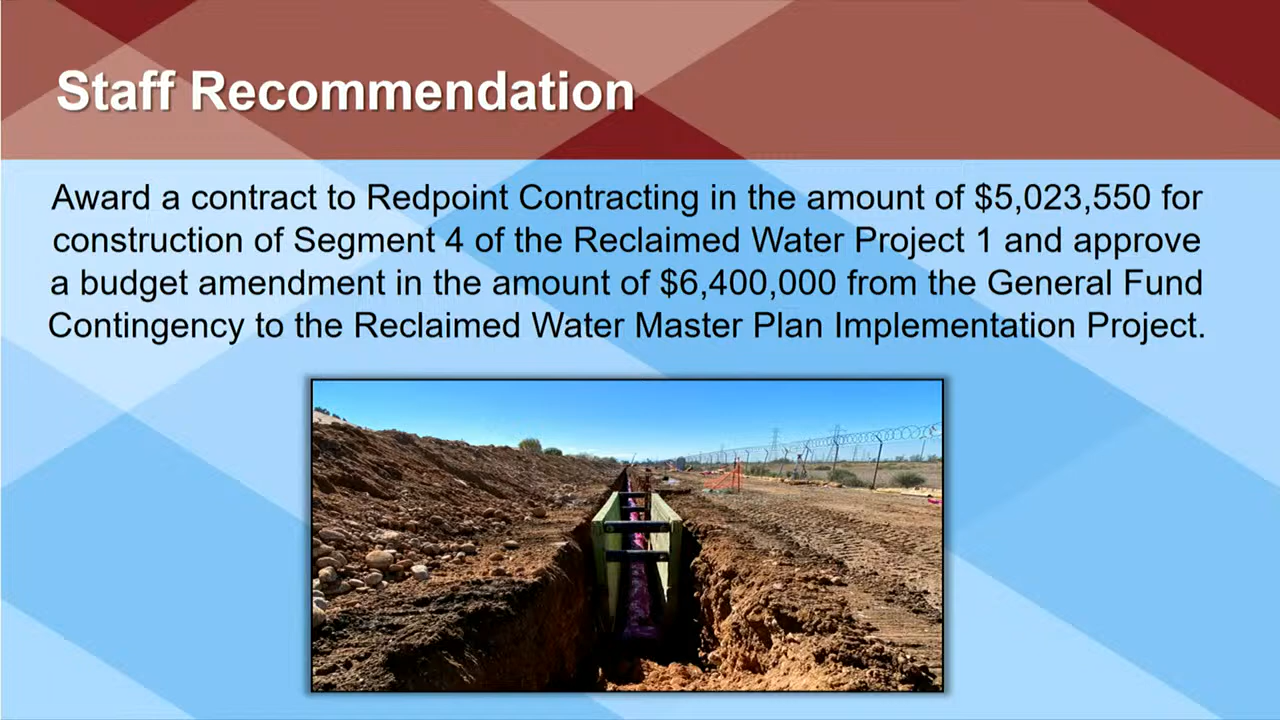 Staff Recommendation
Award a contract to Redpoint Contracting in the amount of $5,023,550 for
construction of Segment 4 of the Reclaimed Water Project 1 and approve
a budget amendment in the amount of $6,400,000 from the General Fund
Contingency to the Reclaimed Water Master Plan Implementation Project.